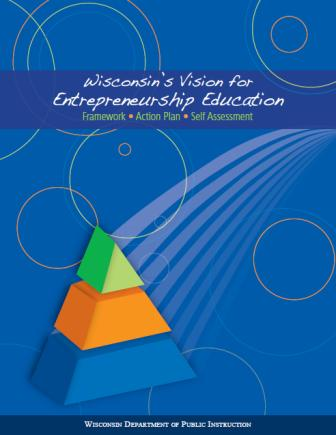 Wisconsin's Vision for
Entrepreneurship Education
Framework • Action Plan • Self Assessment
Wisconsin Department of Public Instruction